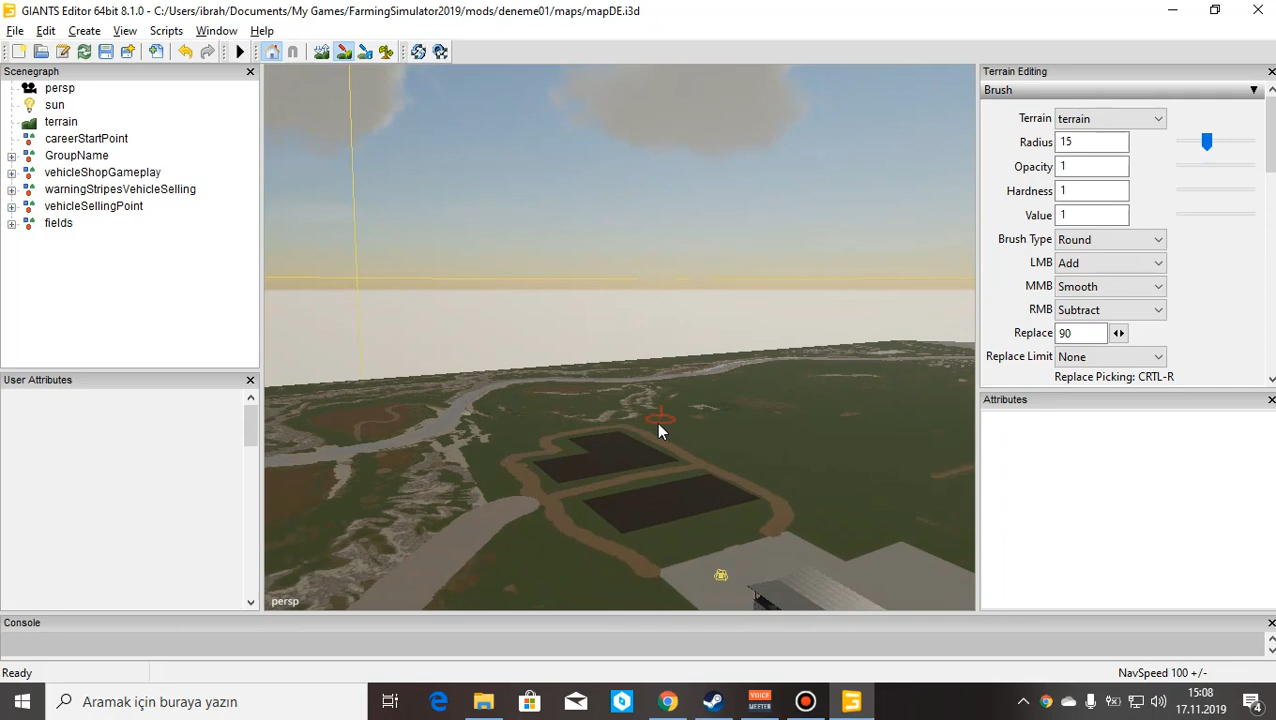 GIANTS Editor 64bit 8.1.0 - C:/Users/ibrah/Documents/My Games/FarmingSimulator2019/mods/deneme01/maps/mapDE.i3d
File Edit Create View Scripts Window Help
Scenegraph
persp
sun
terrain
careerStartPoint
GroupName
vehicleShopGameplay
warningStripesVehicleSelling
vehicleSellingPoint
fields
User Attributes
persp
Terrain Editing
Brush
Terrain terrain
Radius 15
Opacity 1
Hardness 1
Value 1
Brush Type Round
LMB Add
MMB Smooth
RMB Subtract
Replace 90
Replace Limit None
Replace Picking: CRTL-R
Attributes
Console
Ready
NavSpeed 100 +/-
Aramak için buraya yazın
VOICE
MEETER
15:08
17.11.2019
4